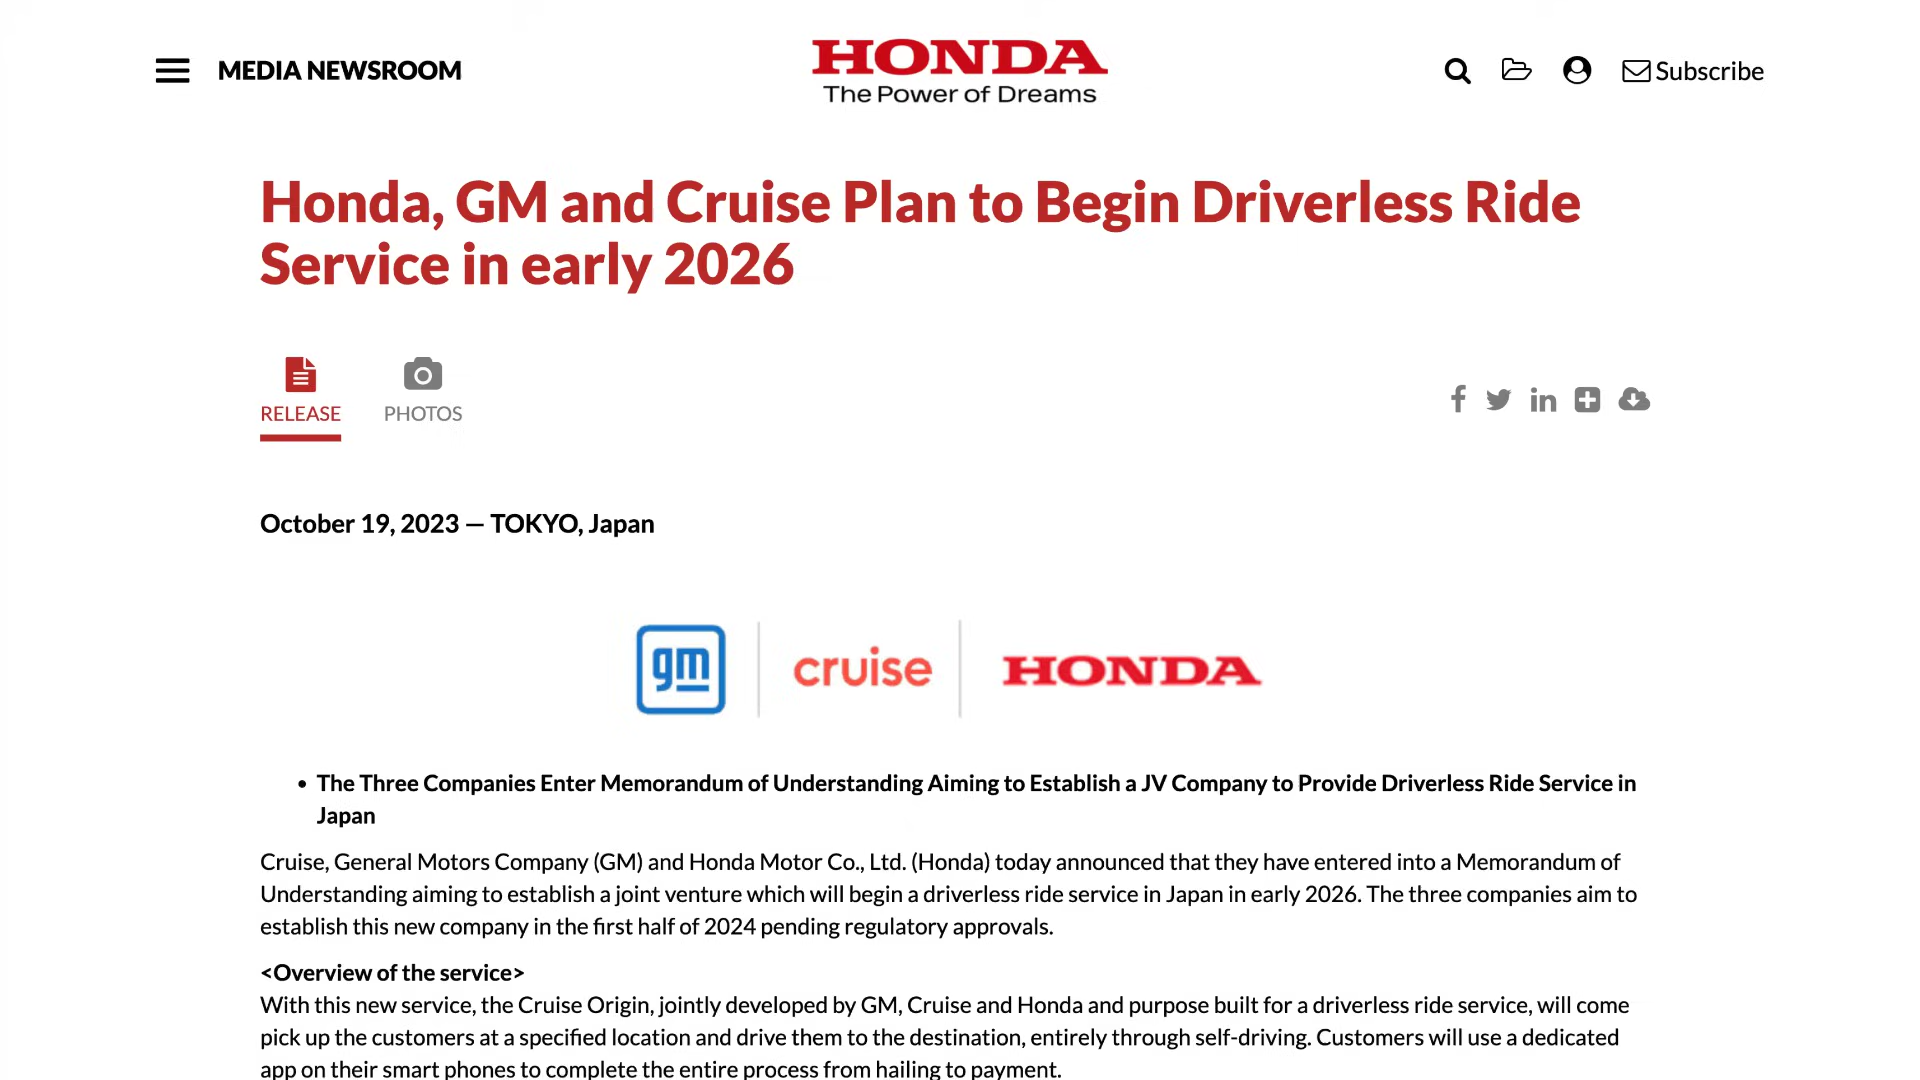 MEDIA NEWSROOM
HONDA
The Power of Dreams
Subscribe
Honda, GM and Cruise Plan to Begin Driverless Ride
Service in early 2026
RELEASE
PHOTOS
October 19, 2023 — TOKYO, Japan
gm
cruise
HONDA
• The Three Companies Enter Memorandum of Understanding Aiming to Establish a JV Company to Provide Driverless Ride Service in
Japan
Cruise, General Motors Company (GM) and Honda Motor Co., Ltd. (Honda) today announced that they have entered into a Memorandum of
Understanding aiming to establish a joint venture which will begin a driverless ride service in Japan in early 2026. The three companies aim to
establish this new company in the first half of 2024 pending regulatory approvals.
<Overview of the service>
With this new service, the Cruise Origin, jointly developed by GM, Cruise and Honda and purpose built for a driverless ride service, will come
pick up the customers at a specified location and drive them to the destination, entirely through self-driving. Customers will use a dedicated
app on their smart phones to complete the entire process from hailing to payment.